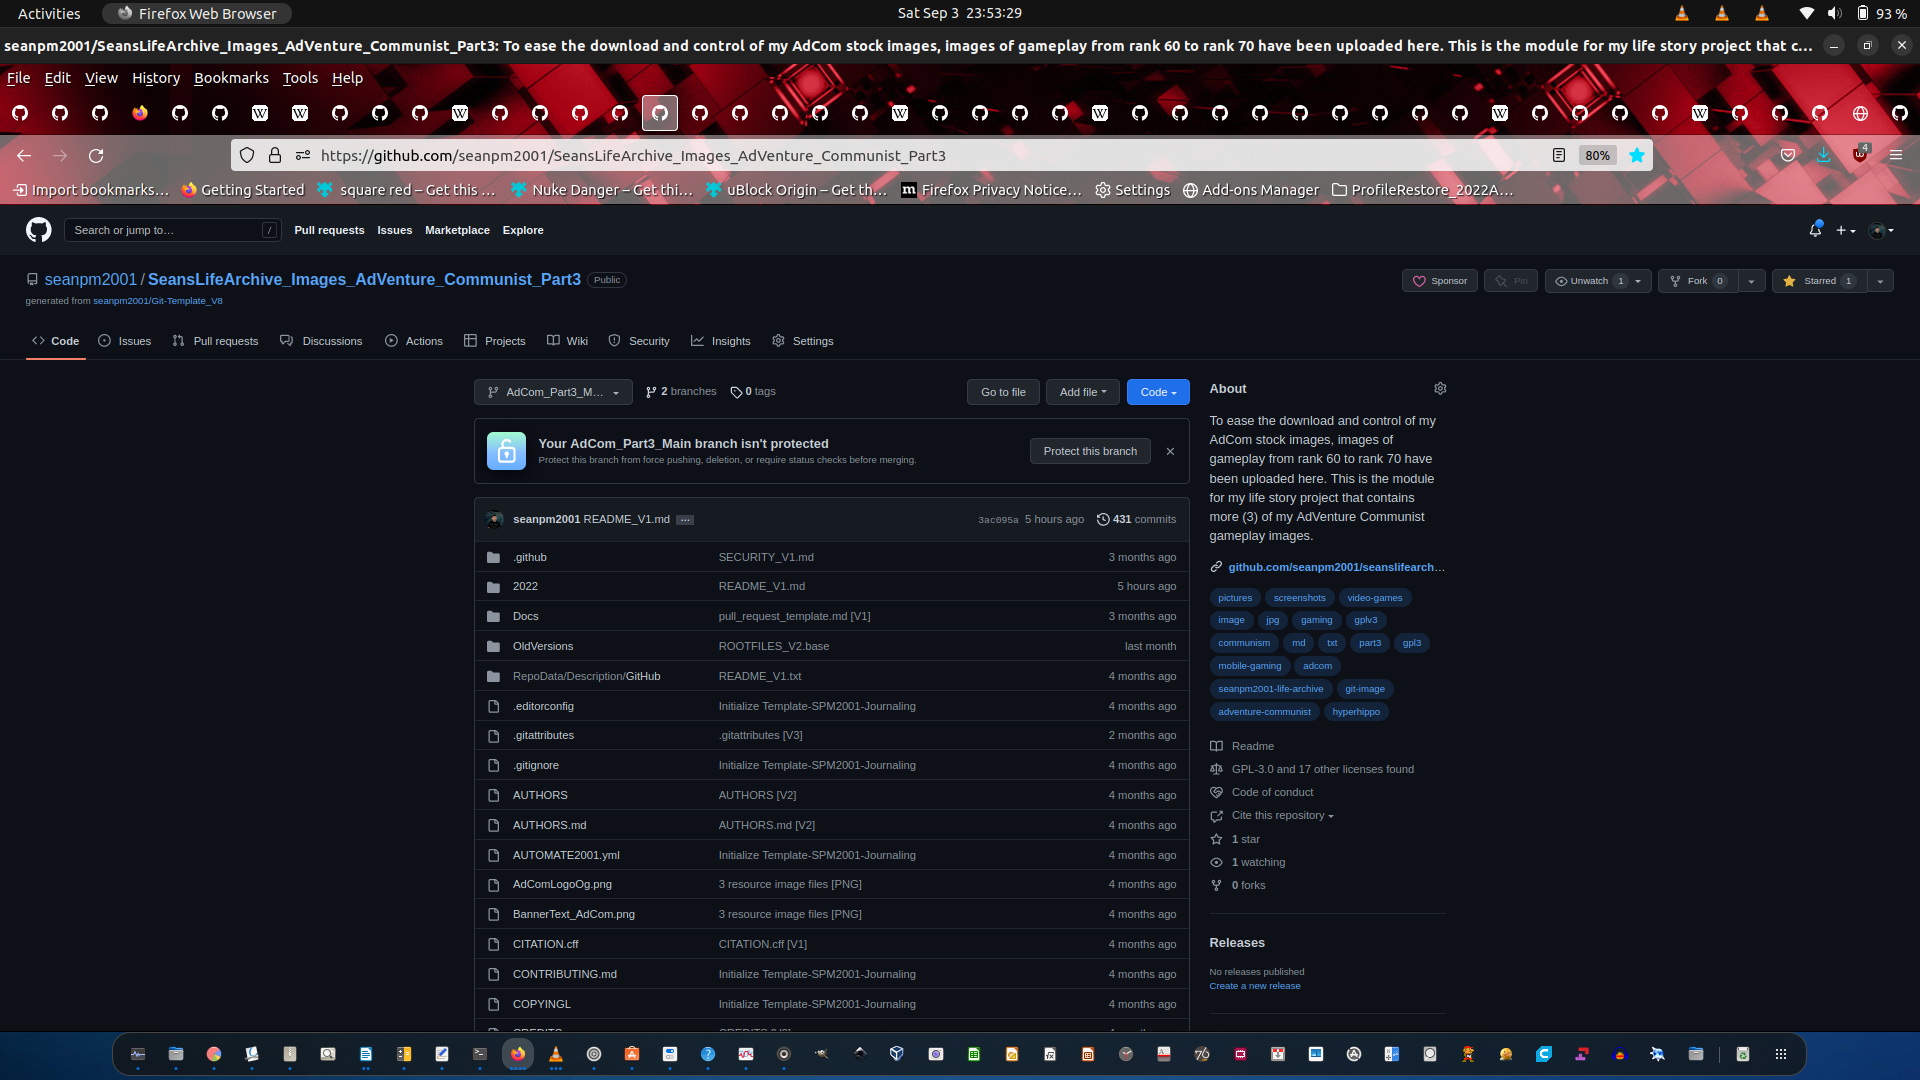 Activities
Firefox Web Browser
Sat Sep 3 23:53:29
93 %
seanpm2001/SeansLifeArchive_Images_AdVenture_Communist_Part3: To ease the download and control of my AdCom stock images, images of gameplay from rank 60 to rank 70 have been uploaded here. This is the module for my life story project that c…
File Edit View History Bookmarks Tools Help
https://github.com/seanpm2001/SeansLifeArchive_Images_AdVenture_Communist_Part3
80%
4
Import bookmarks…
Getting Started
square red – Get this …
Nuke Danger – Get thi…
uBlock Origin – Get th…
Firefox Privacy Notice…
Settings
Add-ons Manager
ProfileRestore_2022A…
Search or jump to…
/
Pull requests
Issues
Marketplace
Explore
seanpm2001 / SeansLifeArchive_Images_AdVenture_Communist_Part3
Public
generated from seanpm2001/Git-Template_V8
Sponsor
Pin
Unwatch 1
Fork 0
Starred 1
Code
Issues
Pull requests
Discussions
Actions
Projects
Wiki
Security
Insights
Settings
AdCom_Part3_M…
2 branches
0 tags
Go to file
Add file
Code
Your AdCom_Part3_Main branch isn't protected
Protect this branch from force pushing, deletion, or require status checks before merging.
Protect this branch
seanpm2001 README_V1.md …
3ac095a 5 hours ago
431 commits
.github SECURITY_V1.md 3 months ago
2022 README_V1.md 5 hours ago
Docs pull_request_template.md [V1] 3 months ago
OldVersions ROOTFILES_V2.base last month
RepoData/Description/GitHub README_V1.txt 4 months ago
.editorconfig Initialize Template-SPM2001-Journaling 4 months ago
.gitattributes .gitattributes [V3] 2 months ago
.gitignore Initialize Template-SPM2001-Journaling 4 months ago
AUTHORS AUTHORS [V2] 4 months ago
AUTHORS.md AUTHORS.md [V2] 4 months ago
AUTOMATE2001.yml Initialize Template-SPM2001-Journaling 4 months ago
AdComLogoOg.png 3 resource image files [PNG] 4 months ago
BannerText_AdCom.png 3 resource image files [PNG] 4 months ago
CITATION.cff CITATION.cff [V1] 4 months ago
CONTRIBUTING.md Initialize Template-SPM2001-Journaling 4 months ago
COPYINGL Initialize Template-SPM2001-Journaling 4 months ago
About
To ease the download and control of my
AdCom stock images, images of
gameplay from rank 60 to rank 70 have
been uploaded here. This is the module
for my life story project that contains
more (3) of my AdVenture Communist
gameplay images.
github.com/seanpm2001/seanslifearch…
pictures screenshots video-games
image jpg gaming gplv3
communism md txt part3 gpl3
mobile-gaming adcom
seanpm2001-life-archive git-image
adventure-communist hyperhippo
Readme
GPL-3.0 and 17 other licenses found
Code of conduct
Cite this repository
1 star
1 watching
0 forks
Releases
No releases published
Create a new release